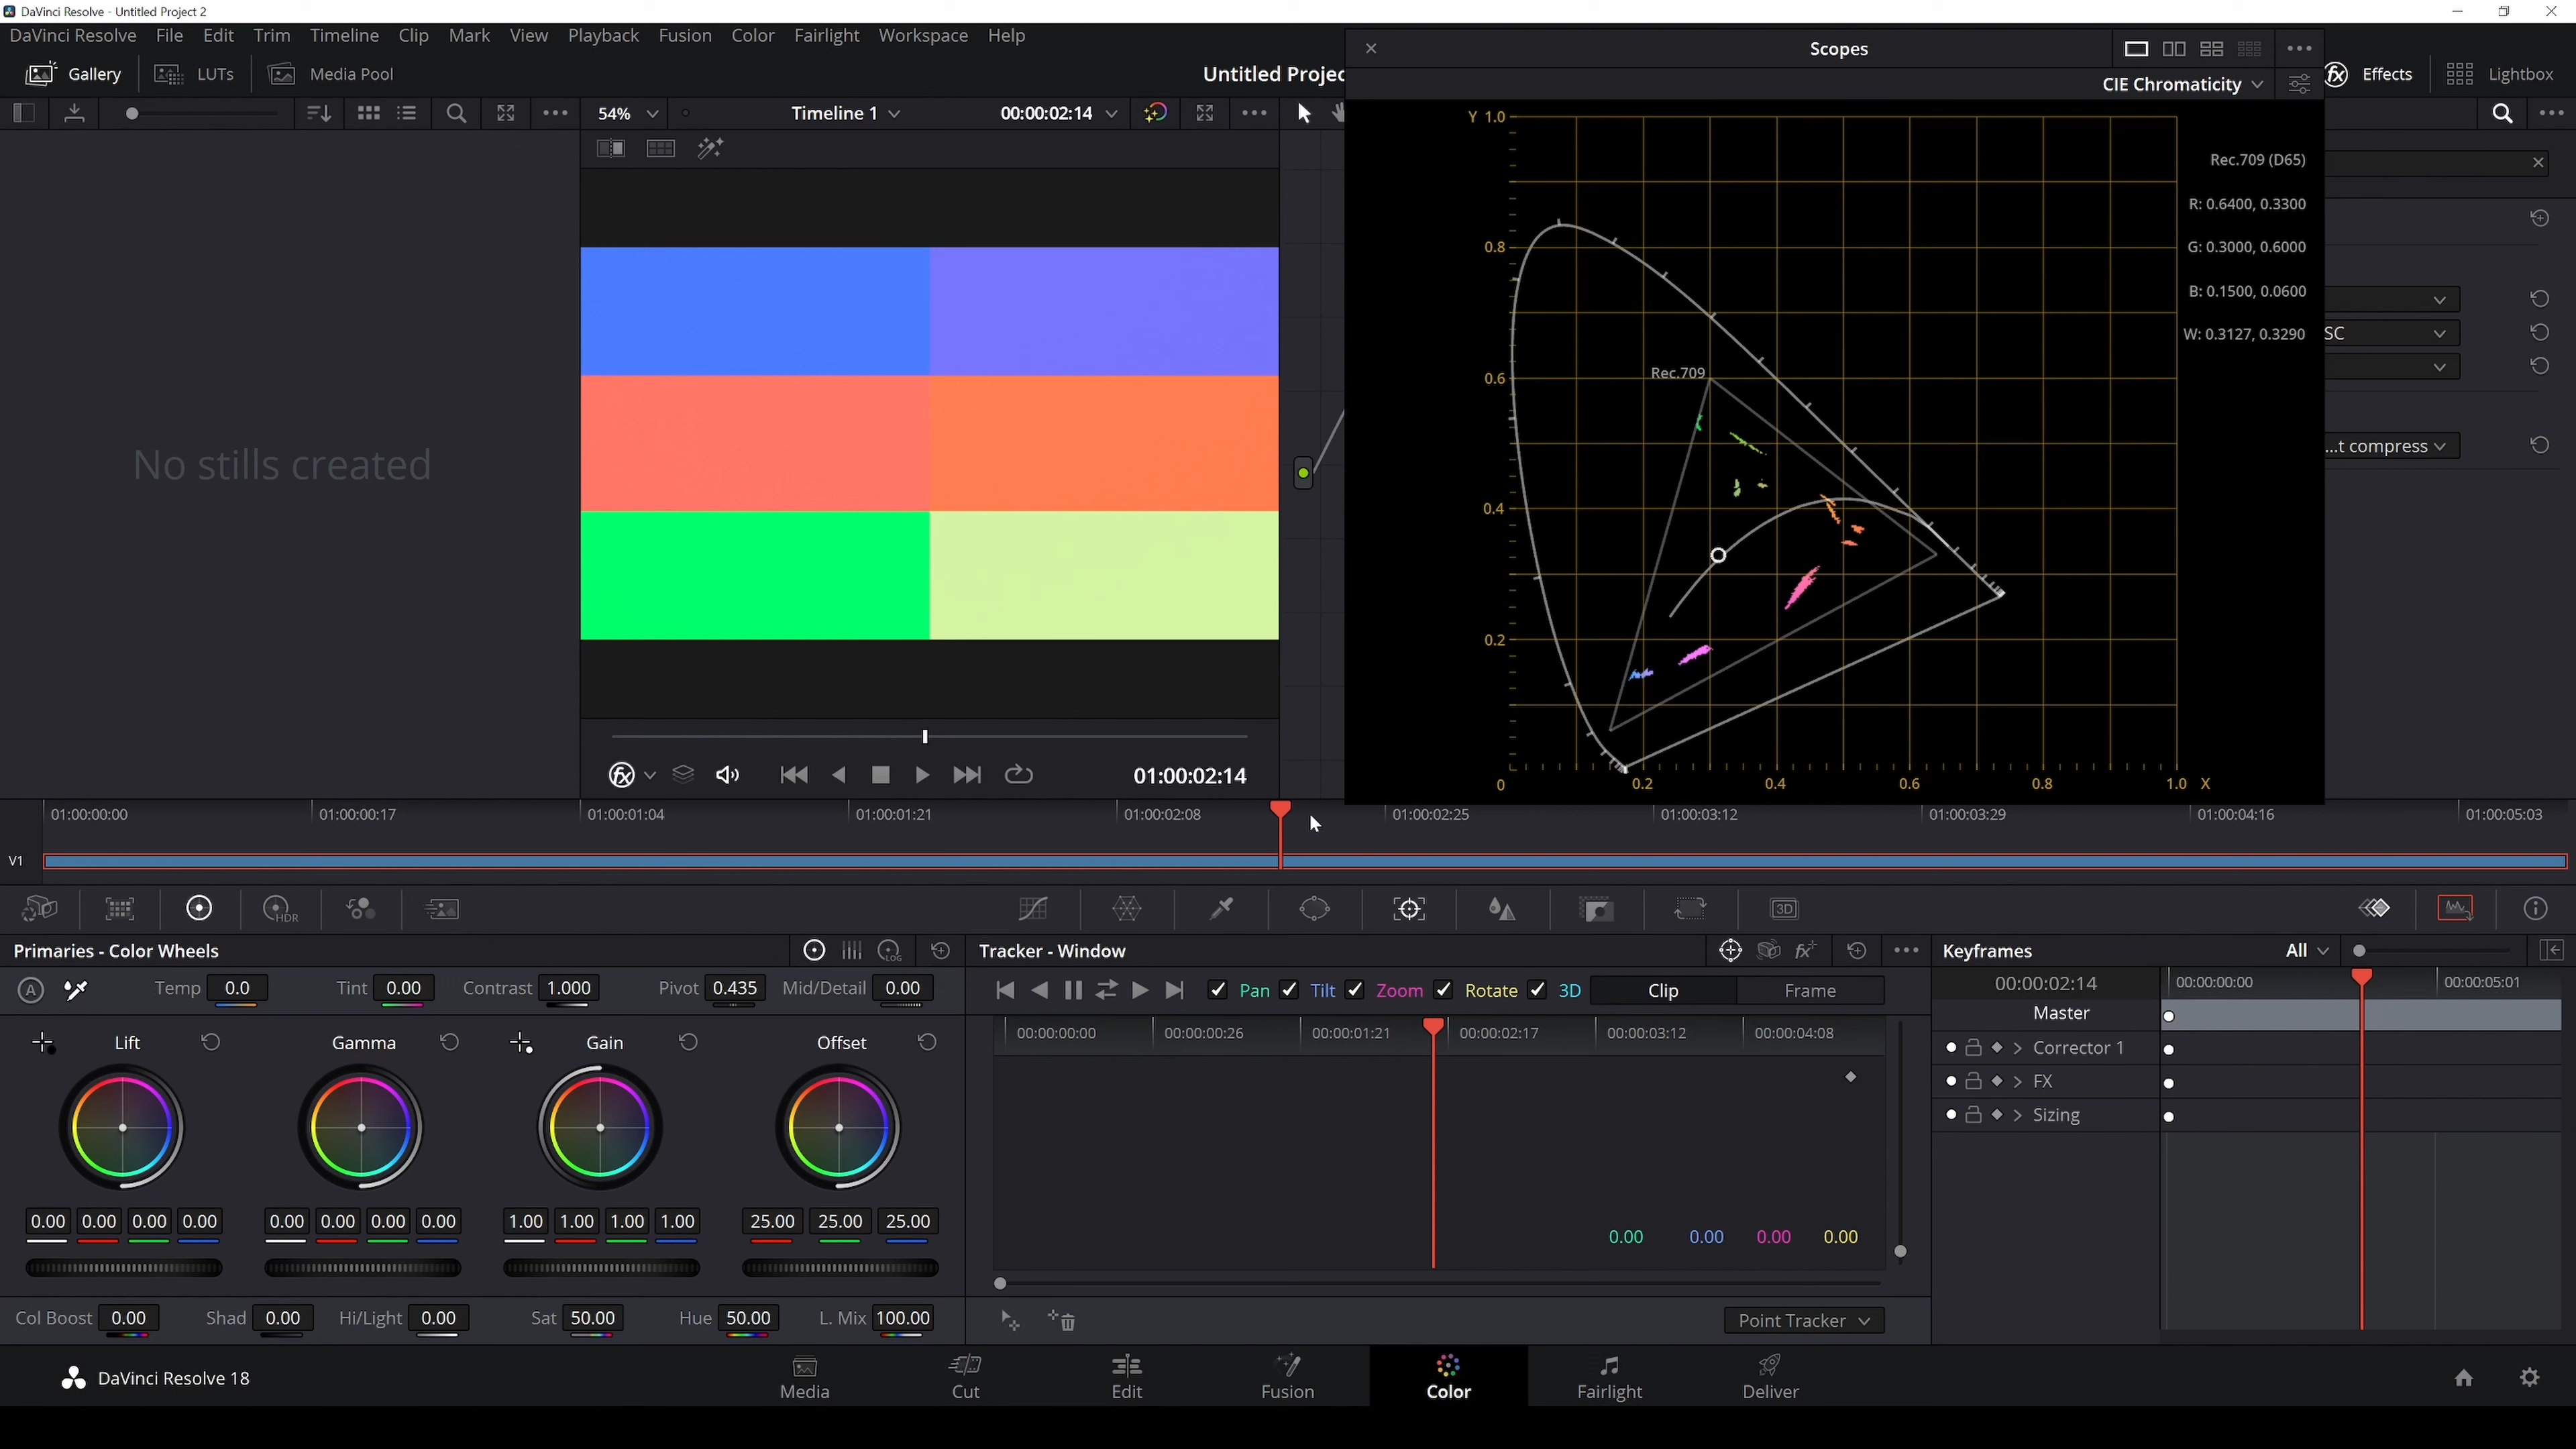 DaVinci Resolve - Untitled Project 2
DaVinci Resolve File Edit Trim Timeline Clip Mark View Playback Fusion Color Fairlight Workspace Help
Gallery LUTs Media Pool Untitled Projec Effects Lightbox
54% Timeline 1 00:00:02:14
No stills created
Scopes
CIE Chromaticity
Y 1.0
Rec.709 (D65)
R: 0.6400, 0.3300
G: 0.3000, 0.6000
B: 0.1500, 0.0600
W: 0.3127, 0.3290
0.8
0.6
0.4
0.2
Rec.709
0 0.2 0.4 0.6 0.8 1.0 X
SC
...t compress
01:00:02:14
01:00:00:00 01:00:00:17 01:00:01:04 01:00:01:21 01:00:02:08 01:00:02:25 01:00:03:12 01:00:03:29 01:00:04:16 01:00:05:03
V1
HDR 3D
Primaries - Color Wheels LOG
Temp 0.0 Tint 0.00 Contrast 1.000 Pivot 0.435 Mid/Detail 0.00
A
Lift Gamma Gain Offset
0.00 0.00 0.00 0.00 0.00 0.00 0.00 0.00 1.00 1.00 1.00 1.00 25.00 25.00 25.00
Col Boost 0.00 Shad 0.00 Hi/Light 0.00 Sat 50.00 Hue 50.00 L. Mix 100.00
Tracker - Window
Pan Tilt Zoom Rotate 3D Clip Frame
00:00:00:00 00:00:00:26 00:00:01:21 00:00:02:17 00:00:03:12 00:00:04:08
0.00 0.00 0.00 0.00
Point Tracker
Keyframes All
00:00:02:14 00:00:00:00 00:00:05:01
Master
Corrector 1
FX
Sizing
DaVinci Resolve 18
Media Cut Edit Fusion Color Fairlight Deliver